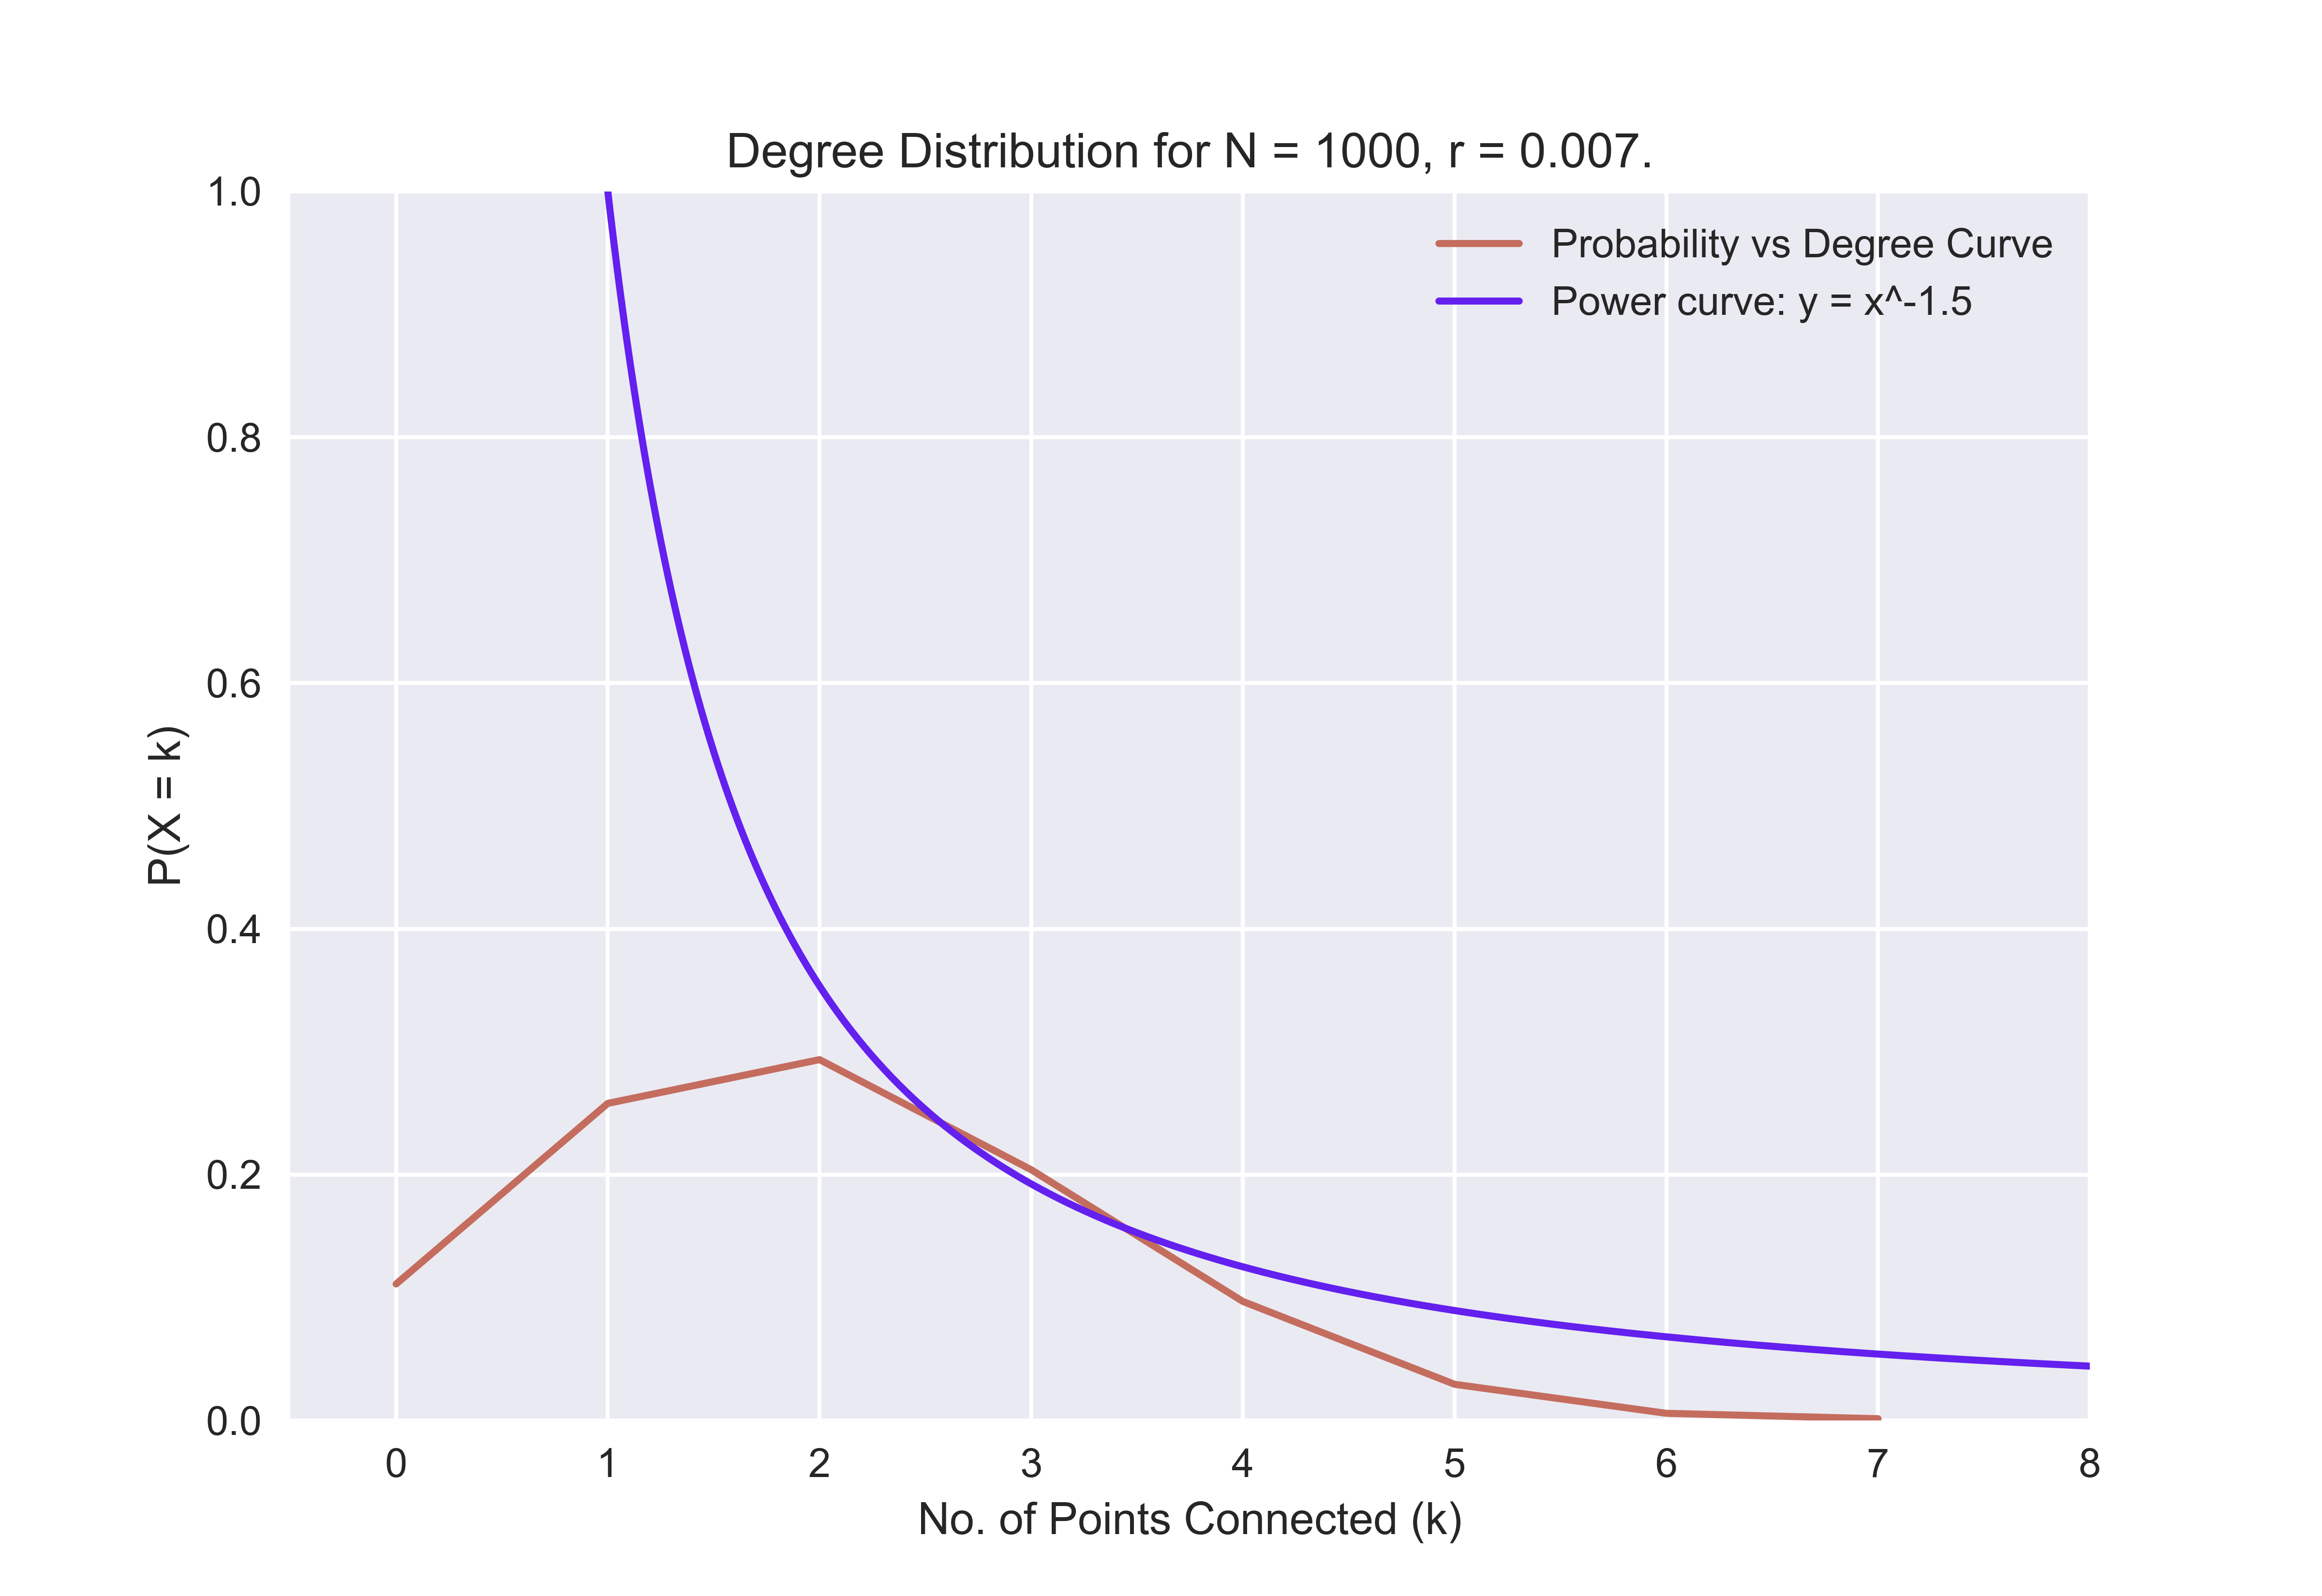 Degree Distribution for N = 1000, r = 0.007.
Probability vs Degree Curve
Power curve: y = x^-1.5
1.0
0.8
0.6
0.4
0.2
0.0
P(X = k)
0 1 2 3 4 5 6 7 8
No. of Points Connected (k)